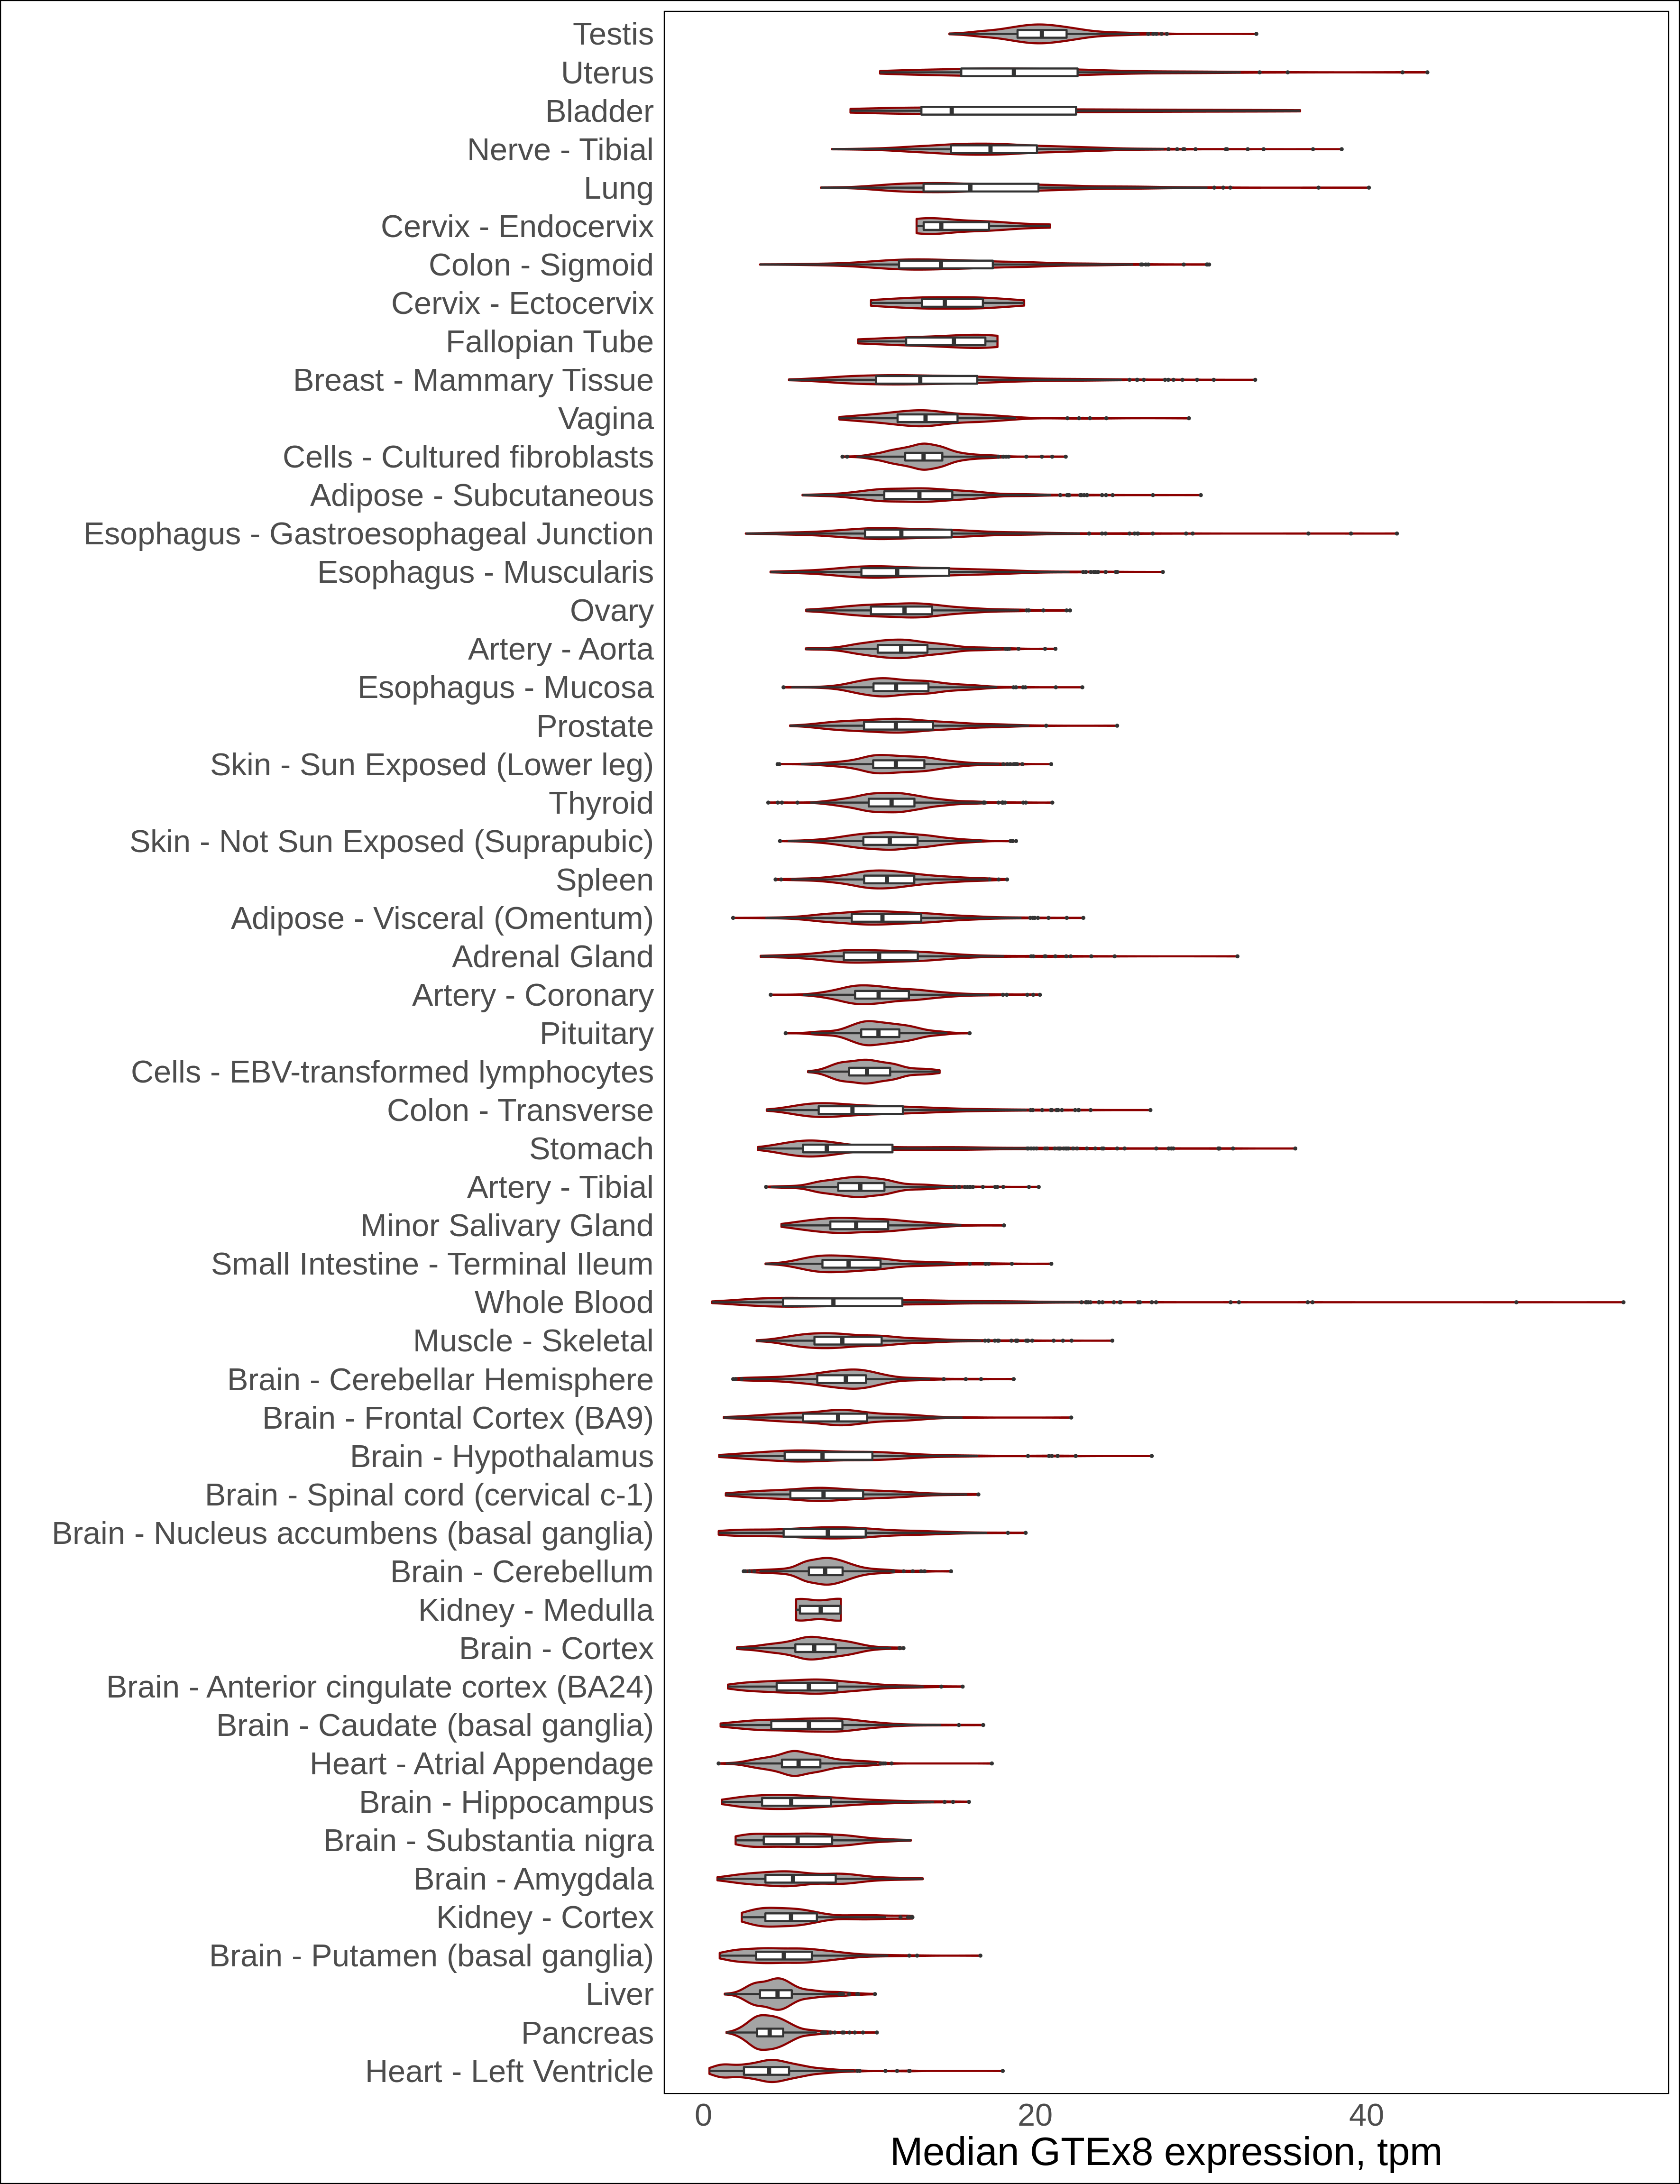 Testis
Uterus
Bladder
Nerve - Tibial
Lung
Cervix - Endocervix
Colon - Sigmoid
Cervix - Ectocervix
Fallopian Tube
Breast - Mammary Tissue
Vagina
Cells - Cultured fibroblasts
Adipose - Subcutaneous
Esophagus - Gastroesophageal Junction
Esophagus - Muscularis
Ovary
Artery - Aorta
Esophagus - Mucosa
Prostate
Skin - Sun Exposed (Lower leg)
Thyroid
Skin - Not Sun Exposed (Suprapubic)
Spleen
Adipose - Visceral (Omentum)
Adrenal Gland
Artery - Coronary
Pituitary
Cells - EBV-transformed lymphocytes
Colon - Transverse
Stomach
Artery - Tibial
Minor Salivary Gland
Small Intestine - Terminal Ileum
Whole Blood
Muscle - Skeletal
Brain - Cerebellar Hemisphere
Brain - Frontal Cortex (BA9)
Brain - Hypothalamus
Brain - Spinal cord (cervical c-1)
Brain - Nucleus accumbens (basal ganglia)
Brain - Cerebellum
Kidney - Medulla
Brain - Cortex
Brain - Anterior cingulate cortex (BA24)
Brain - Caudate (basal ganglia)
Heart - Atrial Appendage
Brain - Hippocampus
Brain - Substantia nigra
Brain - Amygdala
Kidney - Cortex
Brain - Putamen (basal ganglia)
Liver
Pancreas
Heart - Left Ventricle
0 20 40
Median GTEx8 expression, tpm